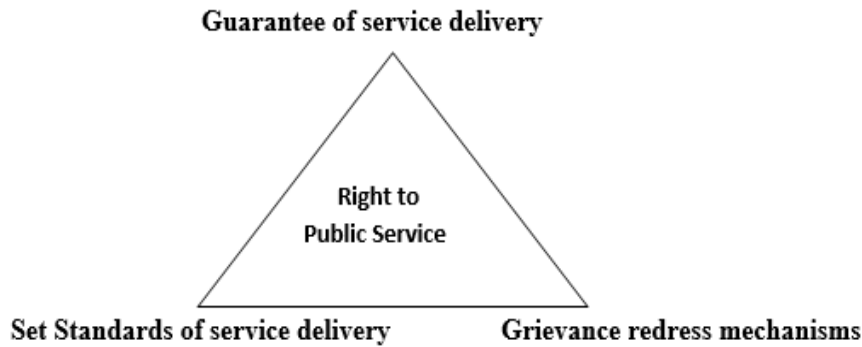 Guarantee of service delivery
Right to
Public Service
Set Standards of service delivery
Grievance redress mechanisms